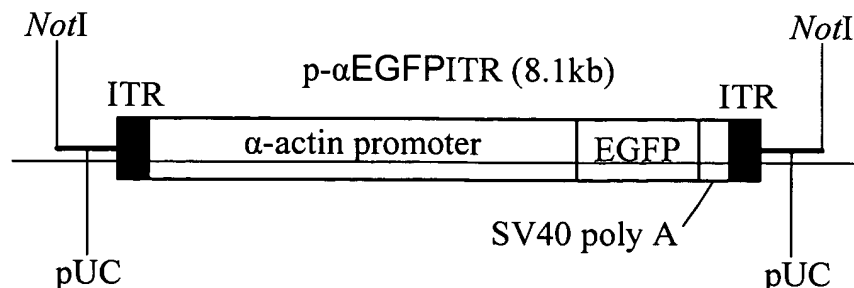 NotI
NotI
p-αEGFPITR (8.1kb)
ITR
ITR
α-actin promoter
EGFP
SV40 poly A
pUC
pUC